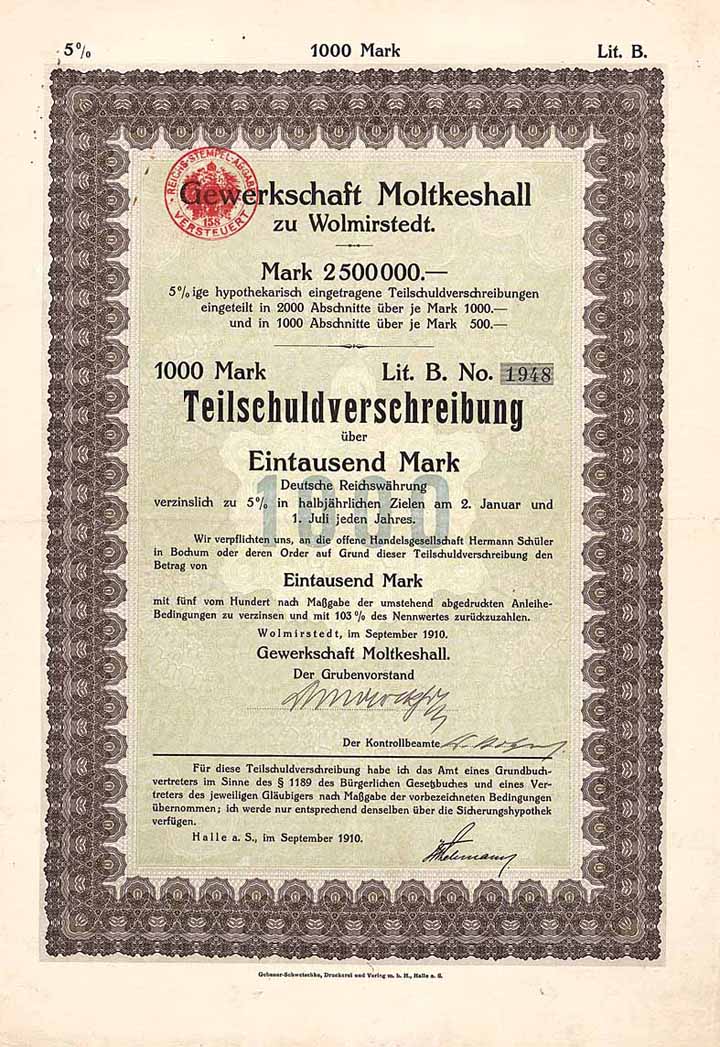 5% 1000 Mark Lit. B.
REICHS-STEMPEL-ABGABE
158
VERSTEUERT
Gewerkschaft Moltkeshall
zu Wolmirstedt.
Mark 2500000.—
5%ige hypothekarisch eingetragene Teilschuldverschreibungen
eingeteilt in 2000 Abschnitte über je Mark 1000.—
und in 1000 Abschnitte über je Mark 500.—
1000 Mark Lit. B. No. 1948
Teilschuldverschreibung
über
Eintausend Mark
Deutsche Reichswährung
verzinslich zu 5% in halbjährlichen Zielen am 2. Januar und
1. Juli jeden Jahres.
1000
Wir verpflichten uns, an die offene Handelsgesellschaft Hermann Schüler
in Bochum oder deren Order auf Grund dieser Teilschuldverschreibung den
Betrag von
Eintausend Mark
mit fünf vom Hundert nach Maßgabe der umstehend abgedruckten Anleihe-
Bedingungen zu verzinsen und mit 103% des Nennwertes zurückzuzahlen.
Wolmirstedt, im September 1910.
Gewerkschaft Moltkeshall.
Der Grubenvorstand
Der Kontrollbeamte
Für diese Teilschuldverschreibung habe ich das Amt eines Grundbuch-
vertreters im Sinne des § 1189 des Bürgerlichen Gesetzbuches und eines Ver-
treters des jeweiligen Gläubigers nach Maßgabe der vorbezeichneten Bedingungen
übernommen; ich werde nur entsprechend denselben über die Sicherungshypothek
verfügen.
Halle a. S., im September 1910.
Gebauer-Schwetschke, Druckerei und Verlag m. b. H., Halle a. S.